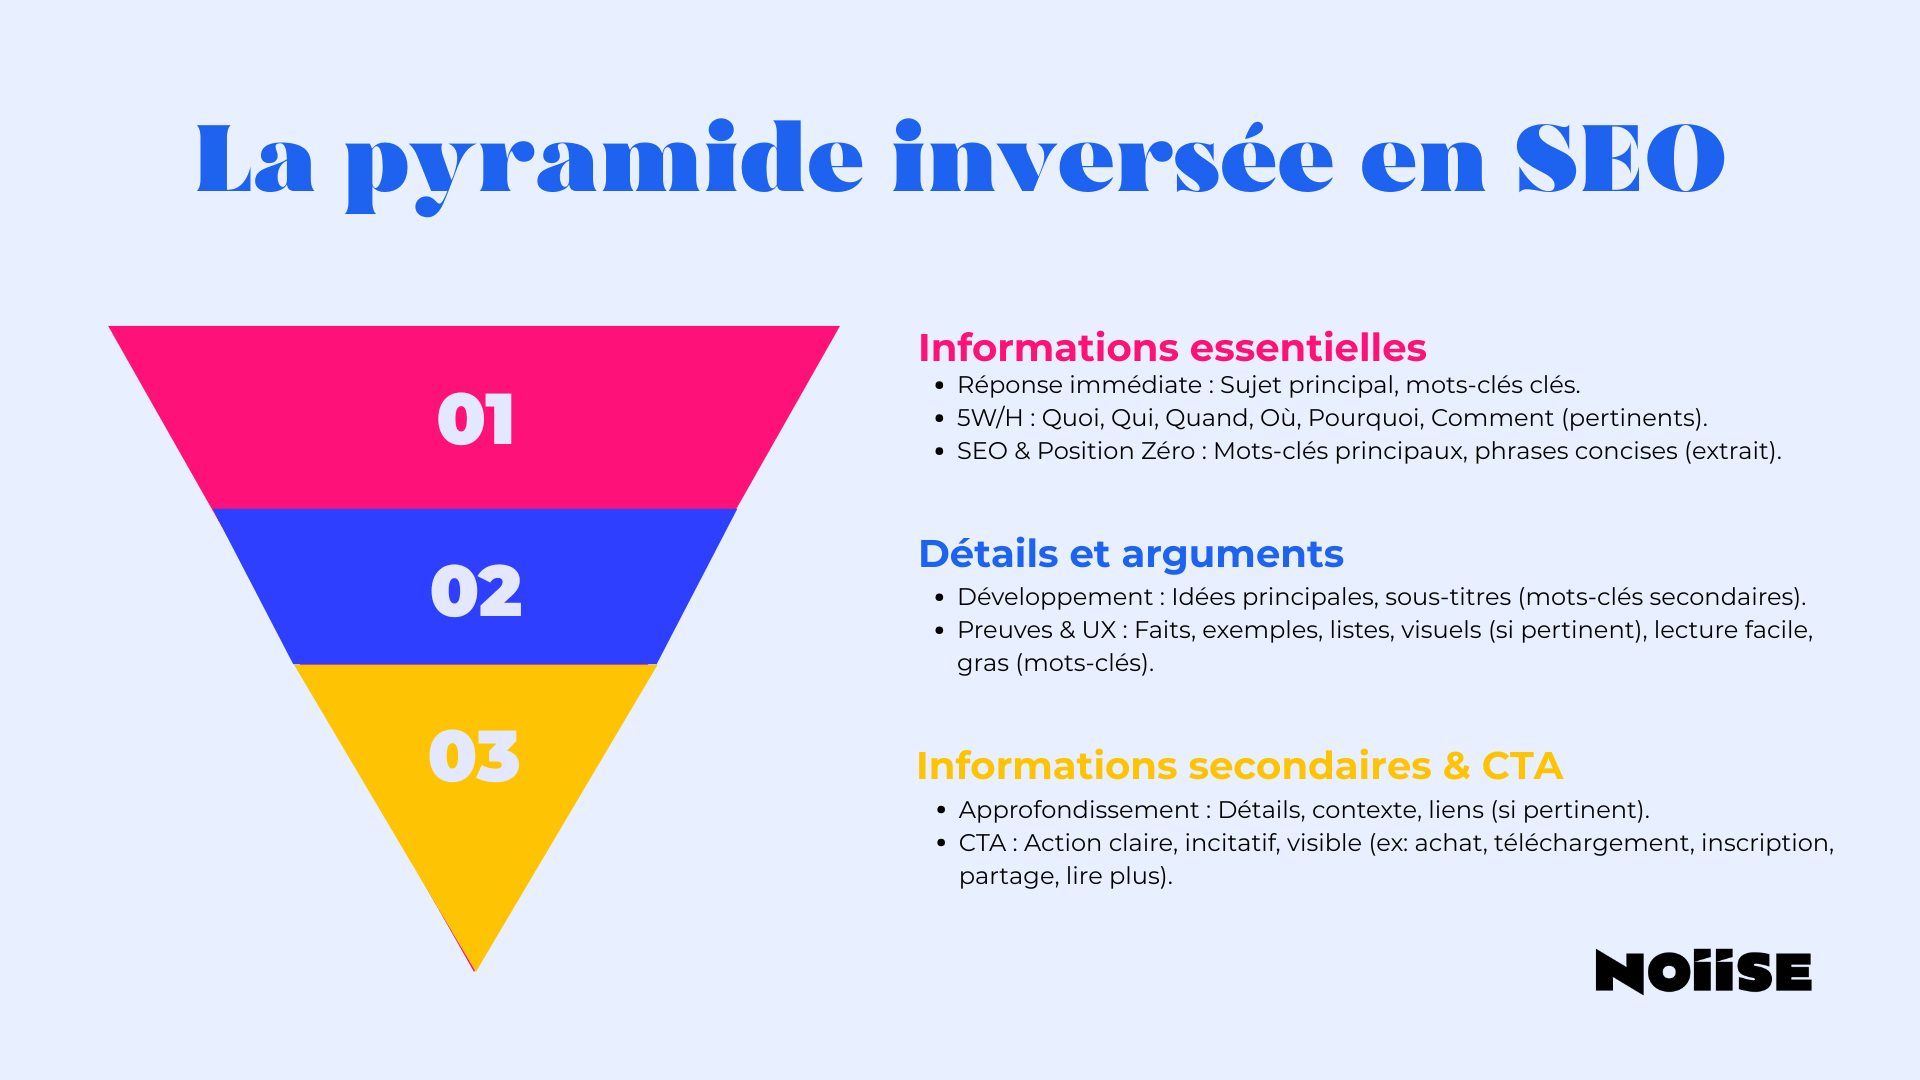 La pyramide inversée en SEO
01
Informations essentielles
• Réponse immédiate : Sujet principal, mots-clés clés.
• 5W/H : Quoi, Qui, Quand, Où, Pourquoi, Comment (pertinents).
• SEO & Position Zéro : Mots-clés principaux, phrases concises (extrait).
02
Détails et arguments
• Développement : Idées principales, sous-titres (mots-clés secondaires).
• Preuves & UX : Faits, exemples, listes, visuels (si pertinent), lecture facile,
gras (mots-clés).
03
Informations secondaires & CTA
• Approfondissement : Détails, contexte, liens (si pertinent).
• CTA : Action claire, incitatif, visible (ex: achat, téléchargement, inscription,
partage, lire plus).
NOIISE